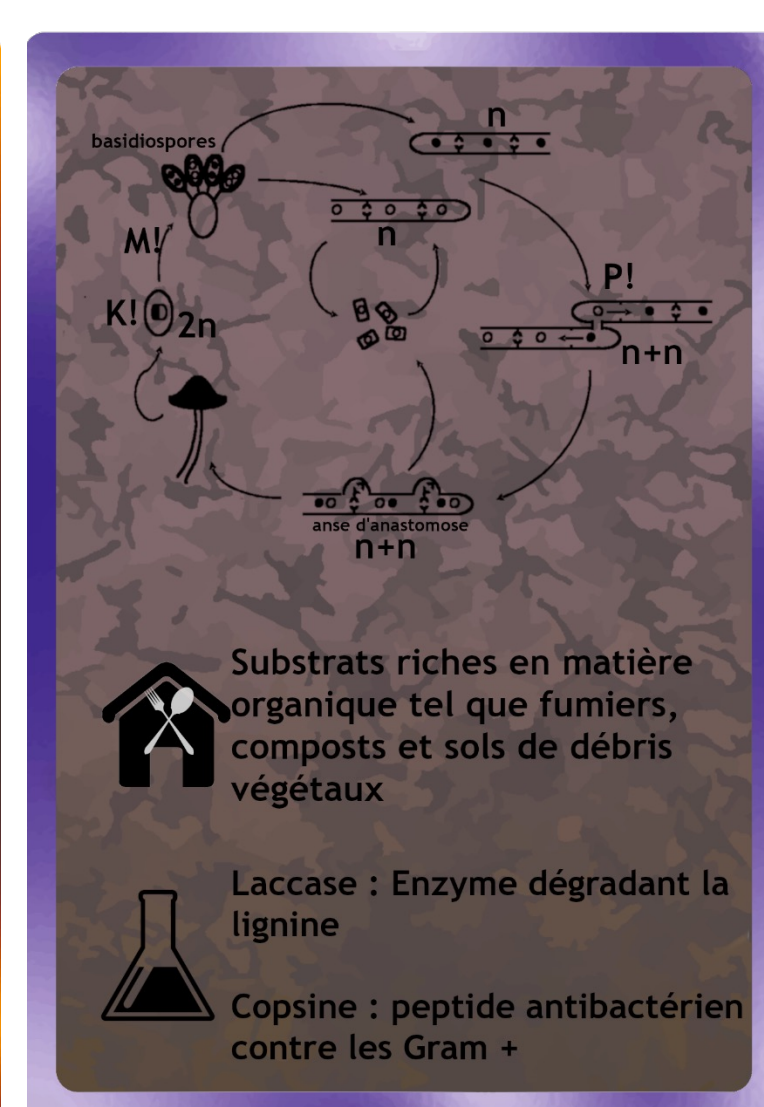 n
basidiospores
n
M!
P!
K!
2n
n+n
anse d'anastomose
n+n
Substrats riches en matière
organique tel que fumiers,
composts et sols de débris
végétaux
Laccase : Enzyme dégradant la
lignine
Copsine : peptide antibactérien
contre les Gram +